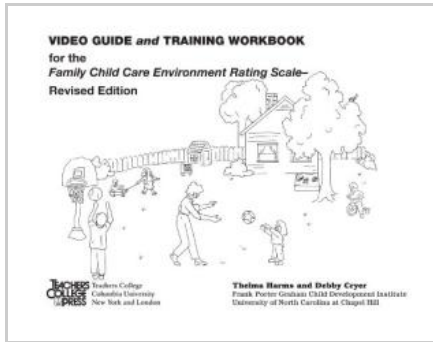 VIDEO GUIDE and TRAINING WORKBOOK
for the
Family Child Care Environment Rating Scale–
Revised Edition
TEACHERS
COLLEGE
PRESS
Teachers College
Columbia University
New York and London
Thelma Harms and Debby Cryer
Frank Porter Graham Child Development Institute
University of North Carolina at Chapel Hill